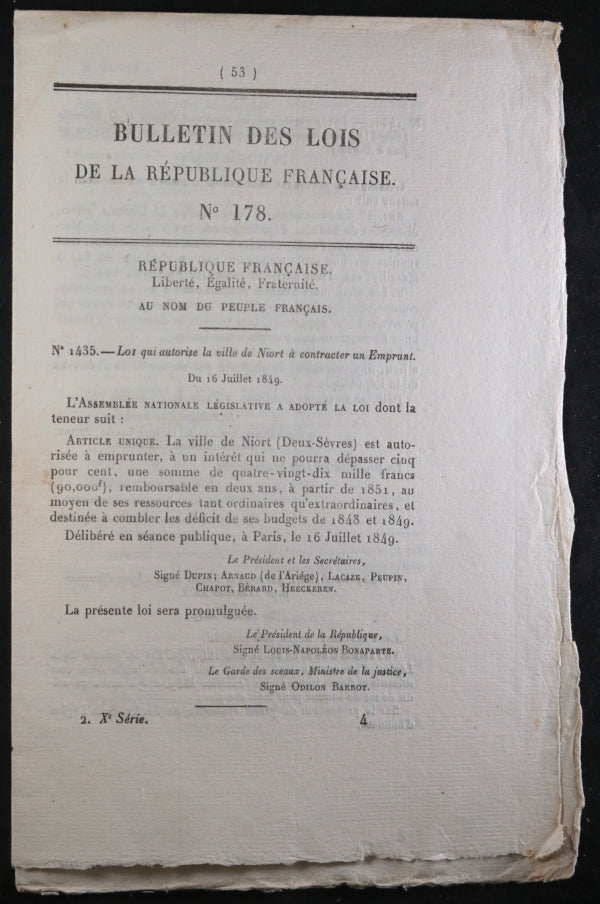 ( 53 )
BULLETIN DES LOIS
DE LA RÉPUBLIQUE FRANÇAISE.
N° 178.
RÉPUBLIQUE FRANÇAISE.
Liberté, Égalité, Fraternité.
AU NOM DU PEUPLE FRANÇAIS.
N° 1435.—LOI qui autorise la ville de Niort à contracter un Emprunt.
Du 16 Juillet 1849.
L'ASSEMBLÉE NATIONALE LÉGISLATIVE A ADOPTÉ LA LOI dont la
teneur suit :
ARTICLE UNIQUE. La ville de Niort (Deux-Sèvres) est auto-
risée à emprunter, à un intérêt qui ne pourra dépasser cinq
pour cent, une somme de quatre-vingt-dix mille francs
(90,000f), remboursable en deux ans, à partir de 1851, au
moyen de ses ressources tant ordinaires qu'extraordinaires, et
destinée à combler les déficit de ses budgets de 1848 et 1849.
Délibéré en séance publique, à Paris, le 16 Juillet 1849.
Le Président et les Secrétaires,
Signé DUPIN; ARNAUD (de l'Ariége), LACAZE, PEUPIN,
CHAPOT, BÉRARD, HEECKEREN.
La présente loi sera promulguée.
Le Président de la République,
Signé LOUIS-NAPOLÉON BONAPARTE.
Le Garde des sceaux, Ministre de la justice,
Signé ODILON BARROT.
2. Xe Série. 4